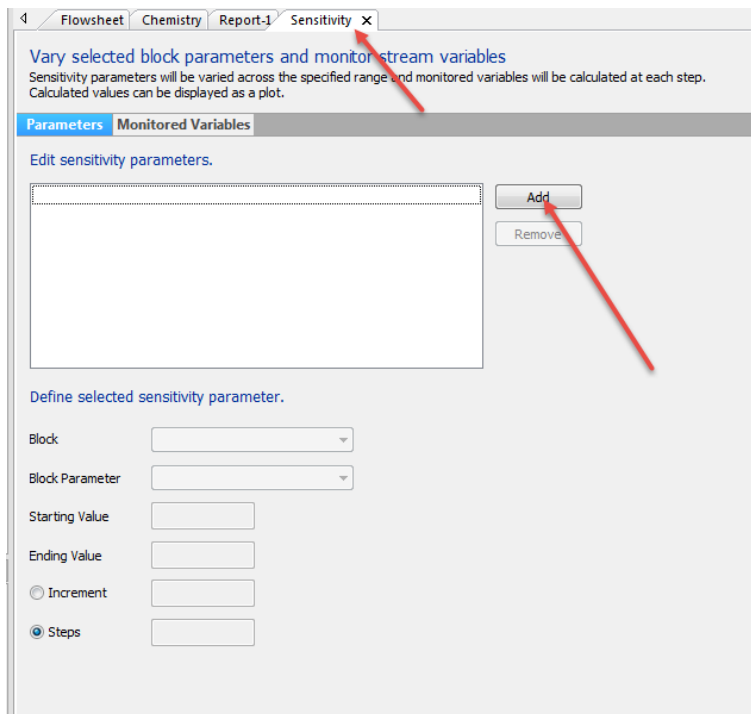 Flowsheet Chemistry Report-1 Sensitivity
Vary selected block parameters and monitor stream variables
Sensitivity parameters will be varied across the specified range and monitored variables will be calculated at each step.
Calculated values can be displayed as a plot.
Parameters Monitored Variables
Edit sensitivity parameters.
Add
Remove
Define selected sensitivity parameter.
Block
Block Parameter
Starting Value
Ending Value
Increment
Steps